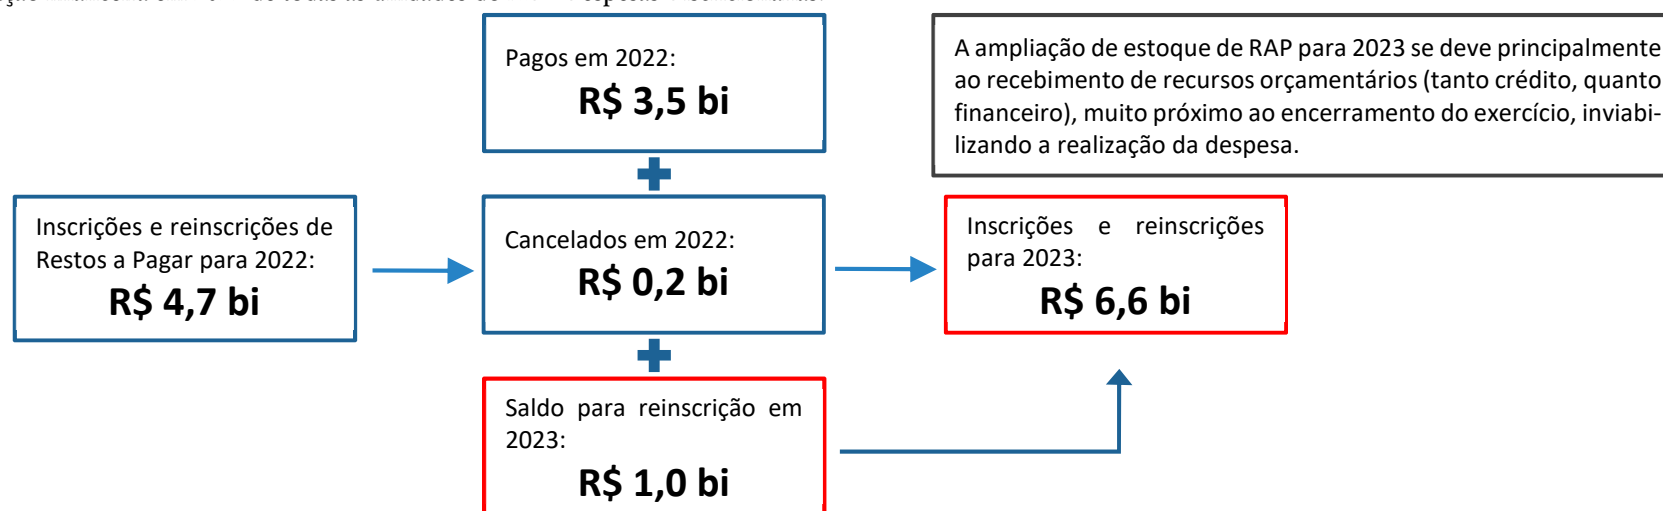 Pagos em 2022:
R$ 3,5 bi
A ampliação de estoque de RAP para 2023 se deve principalmente
ao recebimento de recursos orçamentários (tanto crédito, quanto
financeiro), muito próximo ao encerramento do exercício, inviabi-
lizando a realização da despesa.
Inscrições e reinscrições de
Restos a Pagar para 2022:
R$ 4,7 bi
Cancelados em 2022:
R$ 0,2 bi
Inscrições e reinscrições
para 2023:
R$ 6,6 bi
Saldo para reinscrição em
2023:
R$ 1,0 bi